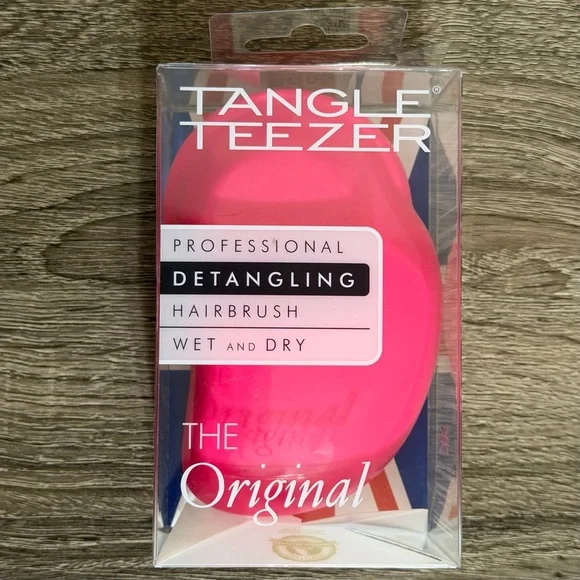 TANGLE®
TEEZER
PROFESSIONAL
DETANGLING
HAIRBRUSH
WET AND DRY
THE
Original